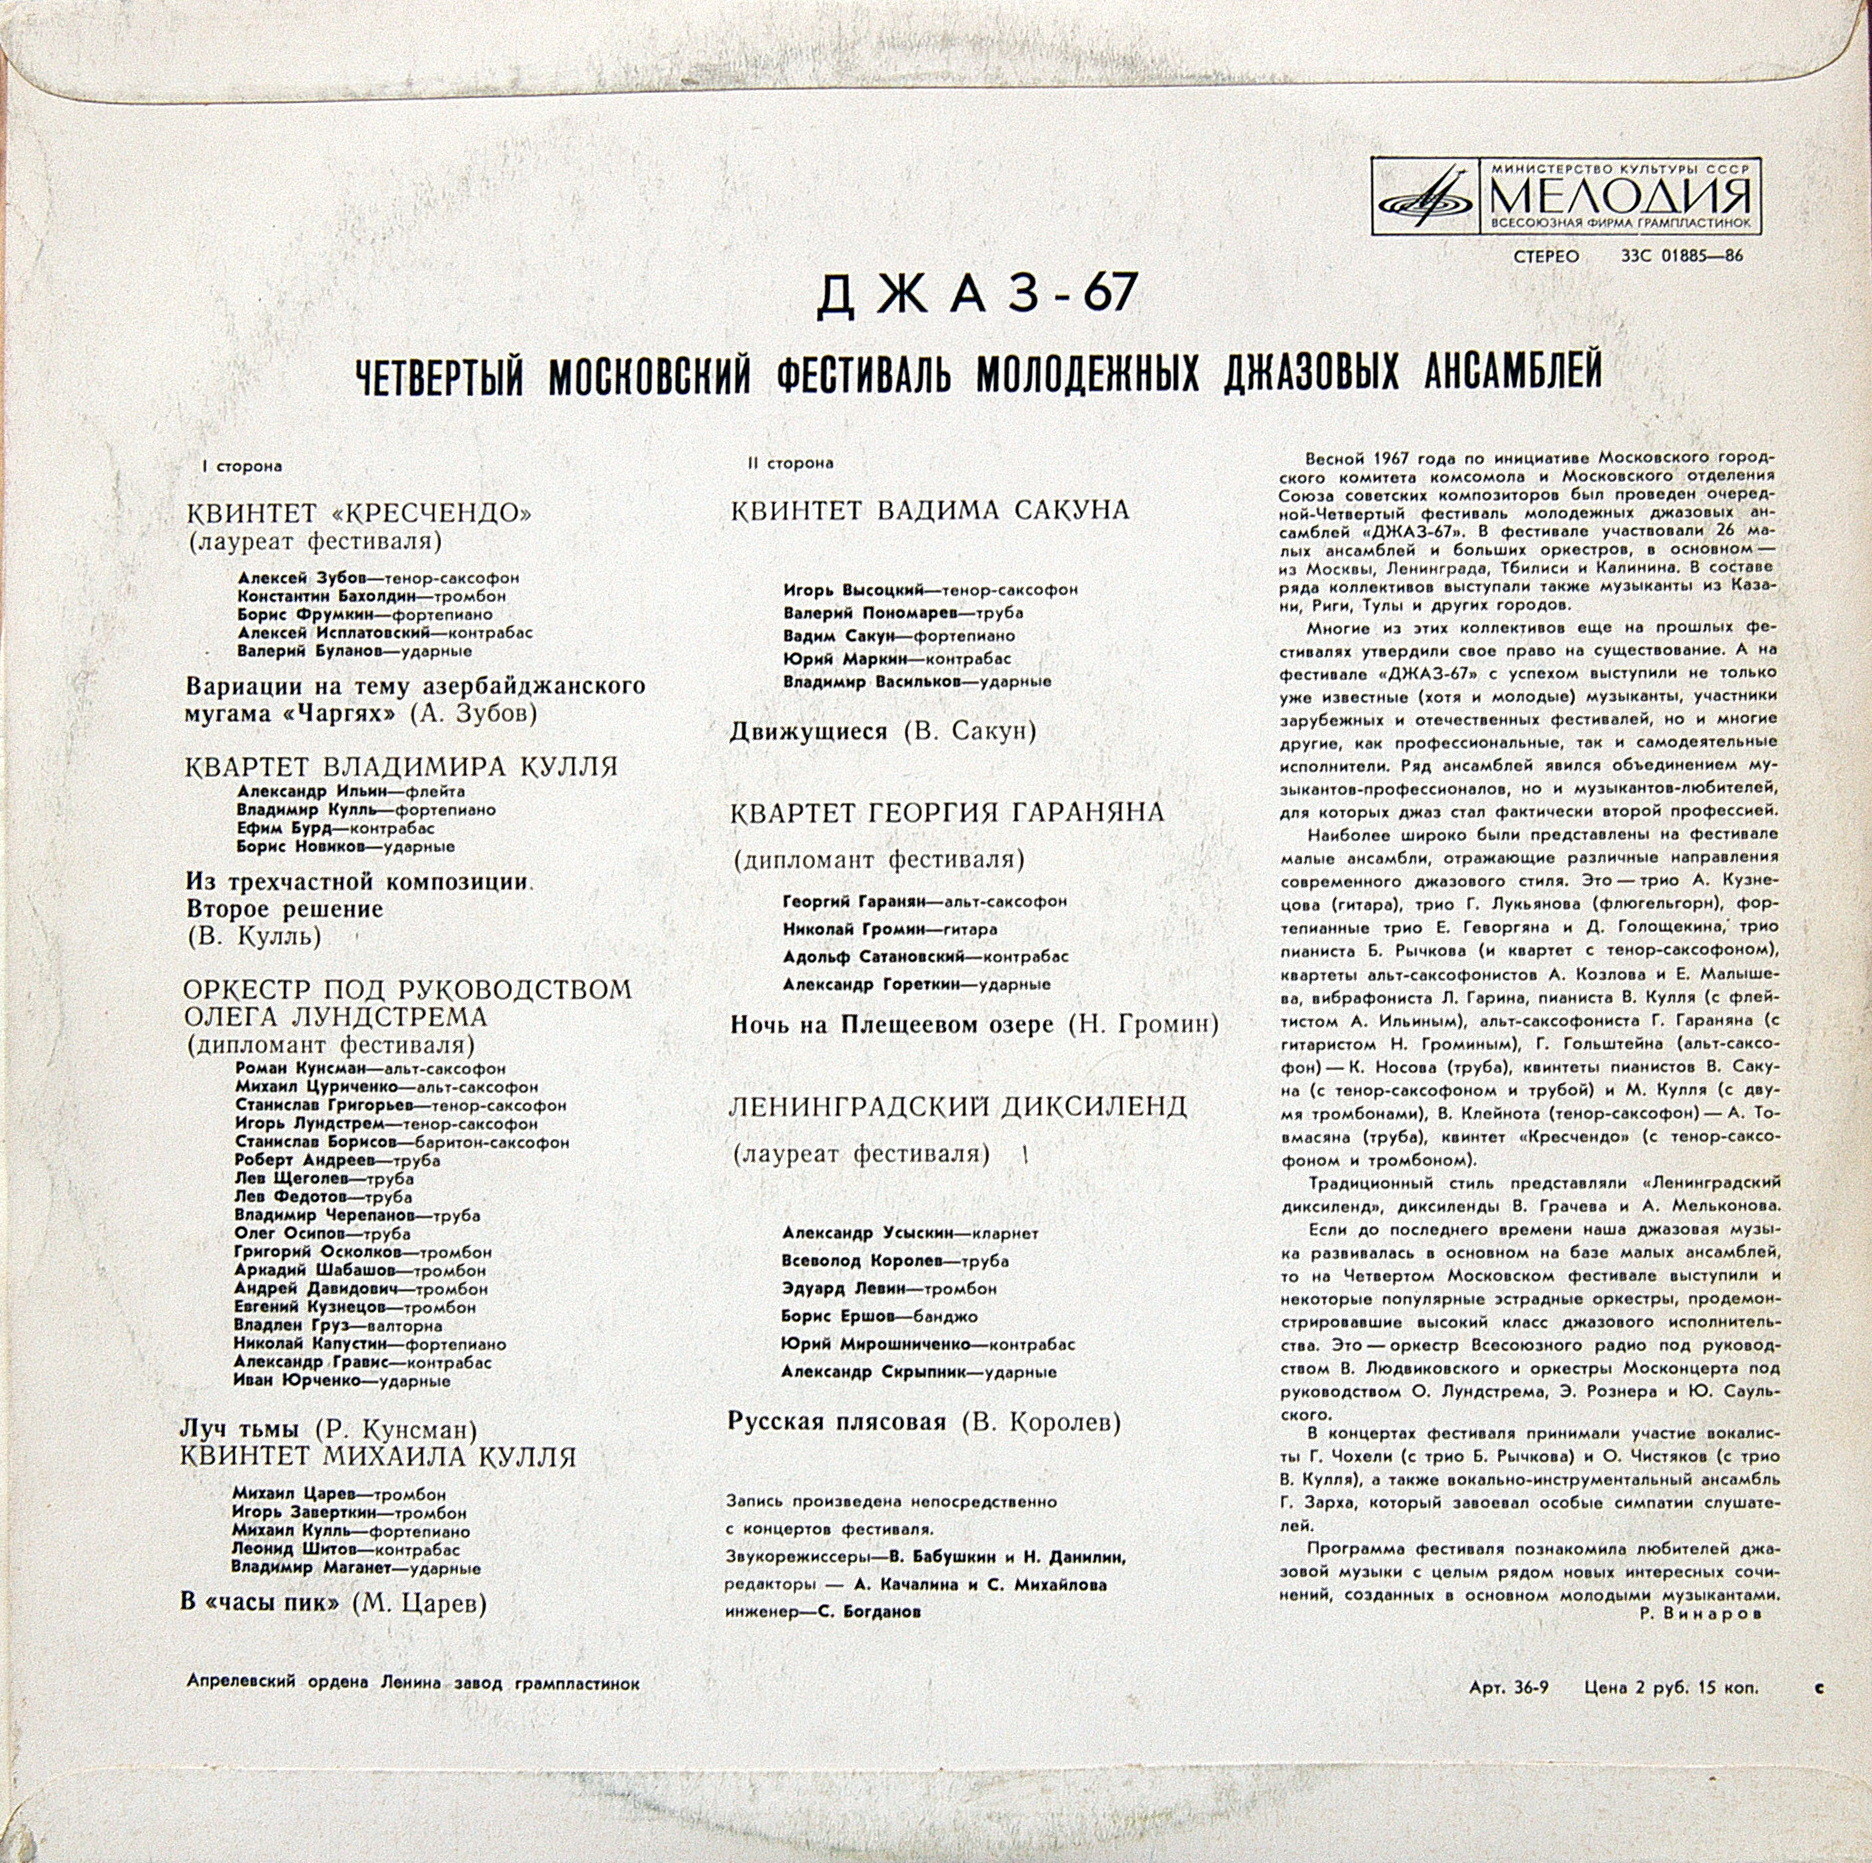 МИНИСТЕРСТВО КУЛЬТУРЫ СССР
МЕЛОДИЯ
ВСЕСОЮЗНАЯ ФИРМА ГРАМПЛАСТИНОК
СТЕРЕО 33С 01885—86
ДЖАЗ-67
ЧЕТВЕРТЫЙ МОСКОВСКИЙ ФЕСТИВАЛЬ МОЛОДЕЖНЫХ ДЖАЗОВЫХ АНСАМБЛЕЙ
I сторона
КВИНТЕТ «КРЕСЧЕНДО»
(лауреат фестиваля)
Алексей Зубов—тенор-саксофон
Константин Бахолдин—тромбон
Борис Фрумкин—фортепиано
Алексей Исплатовский—контрабас
Валерий Буланов—ударные
Вариации на тему азербайджанского
мугама «Чаргях» (А. Зубов)
КВАРТЕТ ВЛАДИМИРА КУЛЛЯ
Александр Ильин—флейта
Владимир Кулль—фортепиано
Ефим Бурд—контрабас
Борис Новиков—ударные
Из трехчастной композиции.
Второе решение
(В. Кулль)
ОРКЕСТР ПОД РУКОВОДСТВОМ
ОЛЕГА ЛУНДСТРЕМА
(дипломант фестиваля)
Роман Кунсман—альт-саксофон
Михаил Цуриченко—альт-саксофон
Станислав Григорьев—тенор-саксофон
Игорь Лундстрем—тенор-саксофон
Станислав Борисов—баритон-саксофон
Роберт Андреев—труба
Лев Щеголев—труба
Лев Федотов—труба
Владимир Черепанов—труба
Олег Осипов—труба
Григорий Осколков—тромбон
Аркадий Шабашов—тромбон
Андрей Давидович—тромбон
Евгений Кузнецов—тромбон
Владлен Груз—валторна
Николай Капустин—фортепиано
Александр Гравис—контрабас
Иван Юрченко—ударные
Луч тьмы (Р. Кунсман)
КВИНТЕТ МИХАИЛА КУЛЛЯ
Михаил Царев—тромбон
Игорь Заверткин—тромбон
Михаил Кулль—фортепиано
Леонид Шитов—контрабас
Владимир Маганет—ударные
В «часы пик» (М. Царев)
II сторона
КВИНТЕТ ВАДИМА САКУНА
Игорь Высоцкий—тенор-саксофон
Валерий Пономарев—труба
Вадим Сакун—фортепиано
Юрий Маркин—контрабас
Владимир Васильков—ударные
Движущиеся (В. Сакун)
КВАРТЕТ ГЕОРГИЯ ГАРАНЯНА
(дипломант фестиваля)
Георгий Гаранян—альт-саксофон
Николай Громин—гитара
Адольф Сатановский—контрабас
Александр Гореткин—ударные
Ночь на Плещеевом озере (Н. Громин)
ЛЕНИНГРАДСКИЙ ДИКСИЛЕНД
(лауреат фестиваля)
Александр Усыскин—кларнет
Всеволод Королев—труба
Эдуард Левин—тромбон
Борис Ершов—банджо
Юрий Мирошниченко—контрабас
Александр Скрыпник—ударные
Русская плясовая (В. Королев)
Запись произведена непосредственно
с концертов фестиваля.
Звукорежиссеры—В. Бабушкин и Н. Данилин,
редакторы — А. Качалина и С. Михайлова
инженер—С. Богданов
Весной 1967 года по инициативе Московского город-
ского комитета комсомола и Московского отделения
Союза советских композиторов был проведен очеред-
ной-Четвертый фестиваль молодежных джазовых ан-
самблей «ДЖАЗ-67». В фестивале участвовали 26 ма-
лых ансамблей и больших оркестров, в основном —
из Москвы, Ленинграда, Тбилиси и Калинина. В составе
ряда коллективов выступали также музыканты из Каза-
ни, Риги, Тулы и других городов.
Многие из этих коллективов еще на прошлых фе-
стивалях утвердили свое право на существование. А на
фестивале «ДЖАЗ-67» с успехом выступили не только
уже известные (хотя и молодые) музыканты, участники
зарубежных и отечественных фестивалей, но и многие
другие, как профессиональные, так и самодеятельные
исполнители. Ряд ансамблей явился объединением му-
зыкантов-профессионалов, но и музыкантов-любителей,
для которых джаз стал фактически второй профессией.
Наиболее широко были представлены на фестивале
малые ансамбли, отражающие различные направления
современного джазового стиля. Это — трио А. Кузне-
цова (гитара), трио Г. Лукьянова (флюгельгорн), фор-
тепианные трио Е. Геворгяна и Д. Голощекина, трио
пианиста Б. Рычкова (и квартет с тенор-саксофоном),
квартеты альт-саксофонистов А. Козлова и Е. Малыше-
ва, вибрафониста Л. Гарина, пианиста В. Кулля (с флей-
тистом А. Ильиным), альт-саксофониста Г. Гараняна (с
гитаристом Н. Громиным), Г. Гольштейна (альт-саксо-
фон) — К. Носова (труба), квинтеты пианистов В. Саку-
на (с тенор-саксофоном и трубой) и М. Кулля (с дву-
мя тромбонами), В. Клейнота (тенор-саксофон) — А. То-
вмасяна (труба), квинтет «Кресчендо» (с тенор-саксо-
фоном и тромбоном).
Традиционный стиль представляли «Ленинградский
диксиленд», диксиленды В. Грачева и А. Мельконова.
Если до последнего времени наша джазовая музы-
ка развивалась в основном на базе малых ансамблей,
то на Четвертом Московском фестивале выступили и
некоторые популярные эстрадные оркестры, продемон-
стрировавшие высокий класс джазового исполнитель-
ства. Это — оркестр Всесоюзного радио под руковод-
ством В. Людвиковского и оркестры Москонцерта под
руководством О. Лундстрема, Э. Рознера и Ю. Сауль-
ского.
В концертах фестиваля принимали участие вокалис-
ты Г. Чохели (с трио Б. Рычкова) и О. Чистяков (с трио
В. Кулля), а также вокально-инструментальный ансамбль
Г. Зарха, который завоевал особые симпатии слушате-
лей.
Программа фестиваля познакомила любителей джа-
зовой музыки с целым рядом новых интересных сочи-
нений, созданных в основном молодыми музыкантами.
Р. Винаров
Апрелевский ордена Ленина завод грампластинок
Арт. 36-9 Цена 2 руб. 15 коп. с